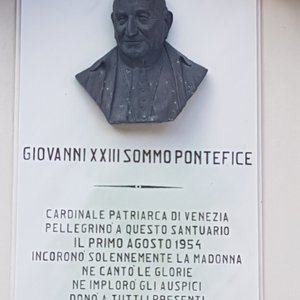 GIOVANNI XXIII SOMMO PONTEFICE
CARDINALE PATRIARCA DI VENEZIA
PELLEGRINO A QUESTO SANTUARIO
IL PRIMO AGOSTO 1954
INCORONÒ SOLENNEMENTE LA MADONNA
NE CANTÒ LE GLORIE
NE IMPLORÒ GLI AUSPICI
DONÒ A TUTTI I PRESENTI